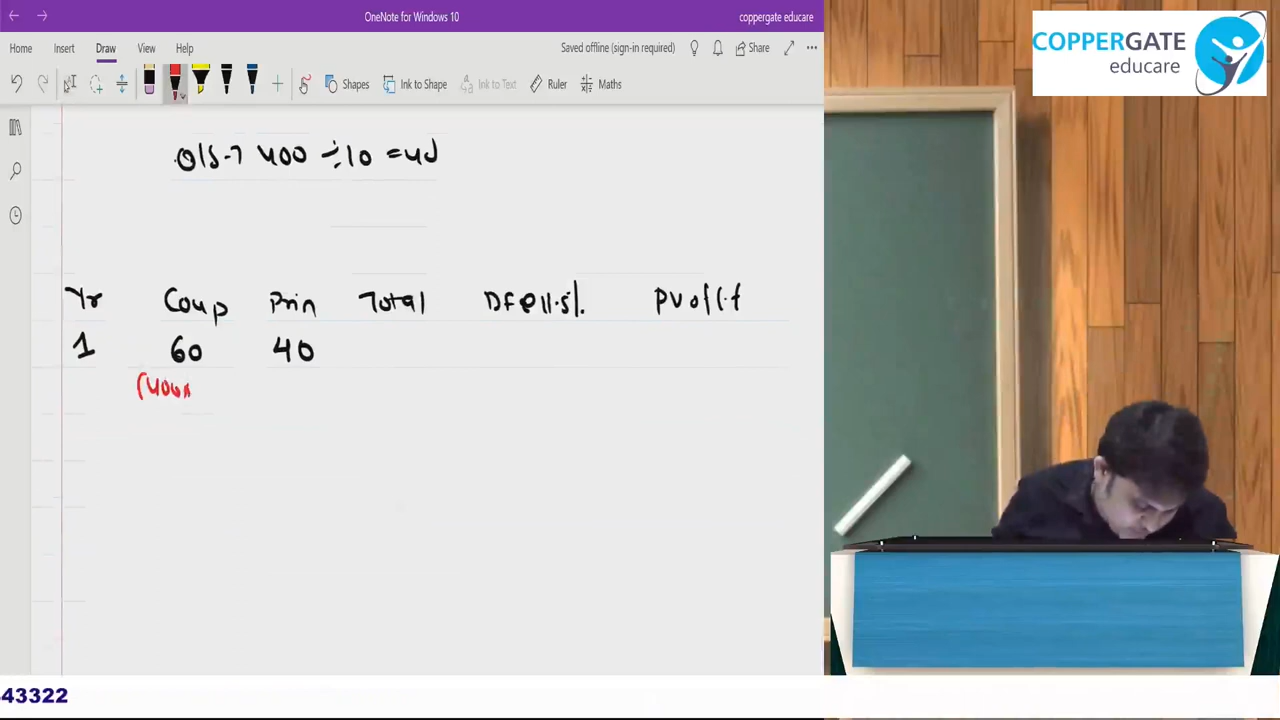 OneNote for Windows 10
coppergate educare
Home Insert Draw View Help
Saved offline (sign-in required)
Share
Shapes
Ink to Shape
Ink to Text
Ruler
Maths
COPPERGATE
educare
O/S → 400 ÷ 10 = 40
Yr Coup Prin Total DF@11.5%. PV of C.f
1 60 40
(400x
43322